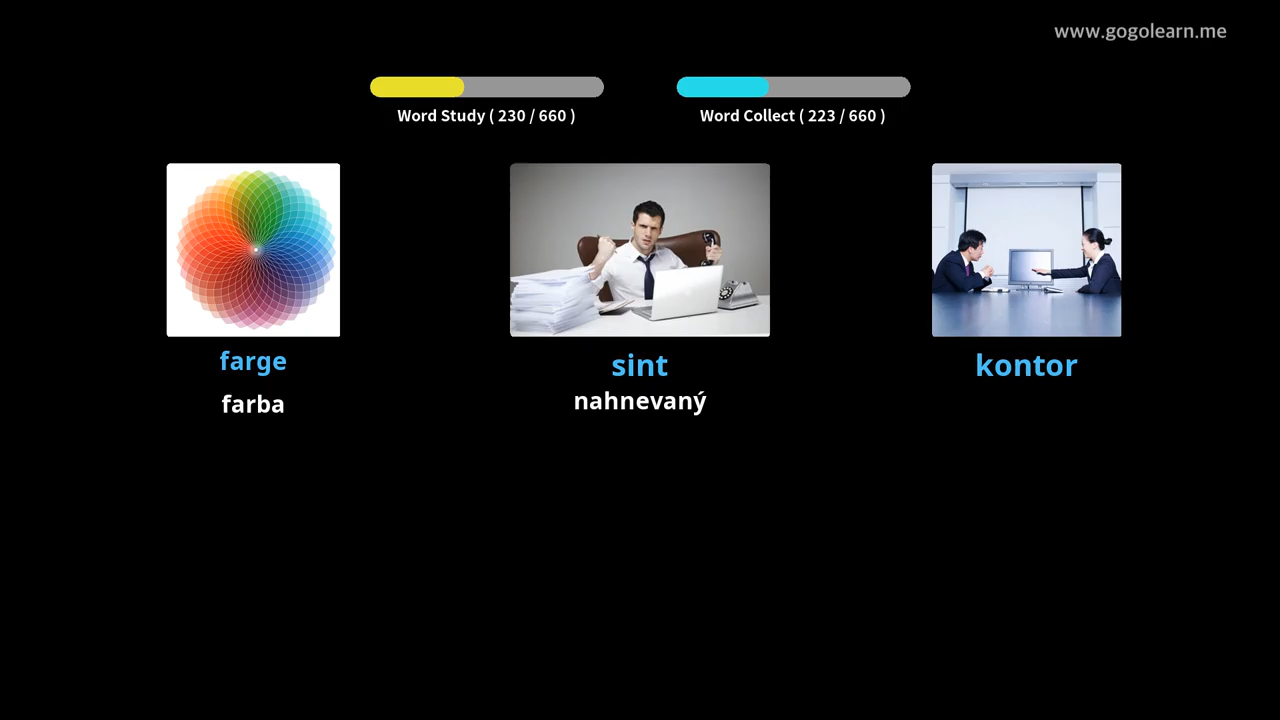 www.gogolearn.me
Word Study ( 230 / 660 )
Word Collect ( 223 / 660 )
farge
farba
sint
nahnevaný
kontor